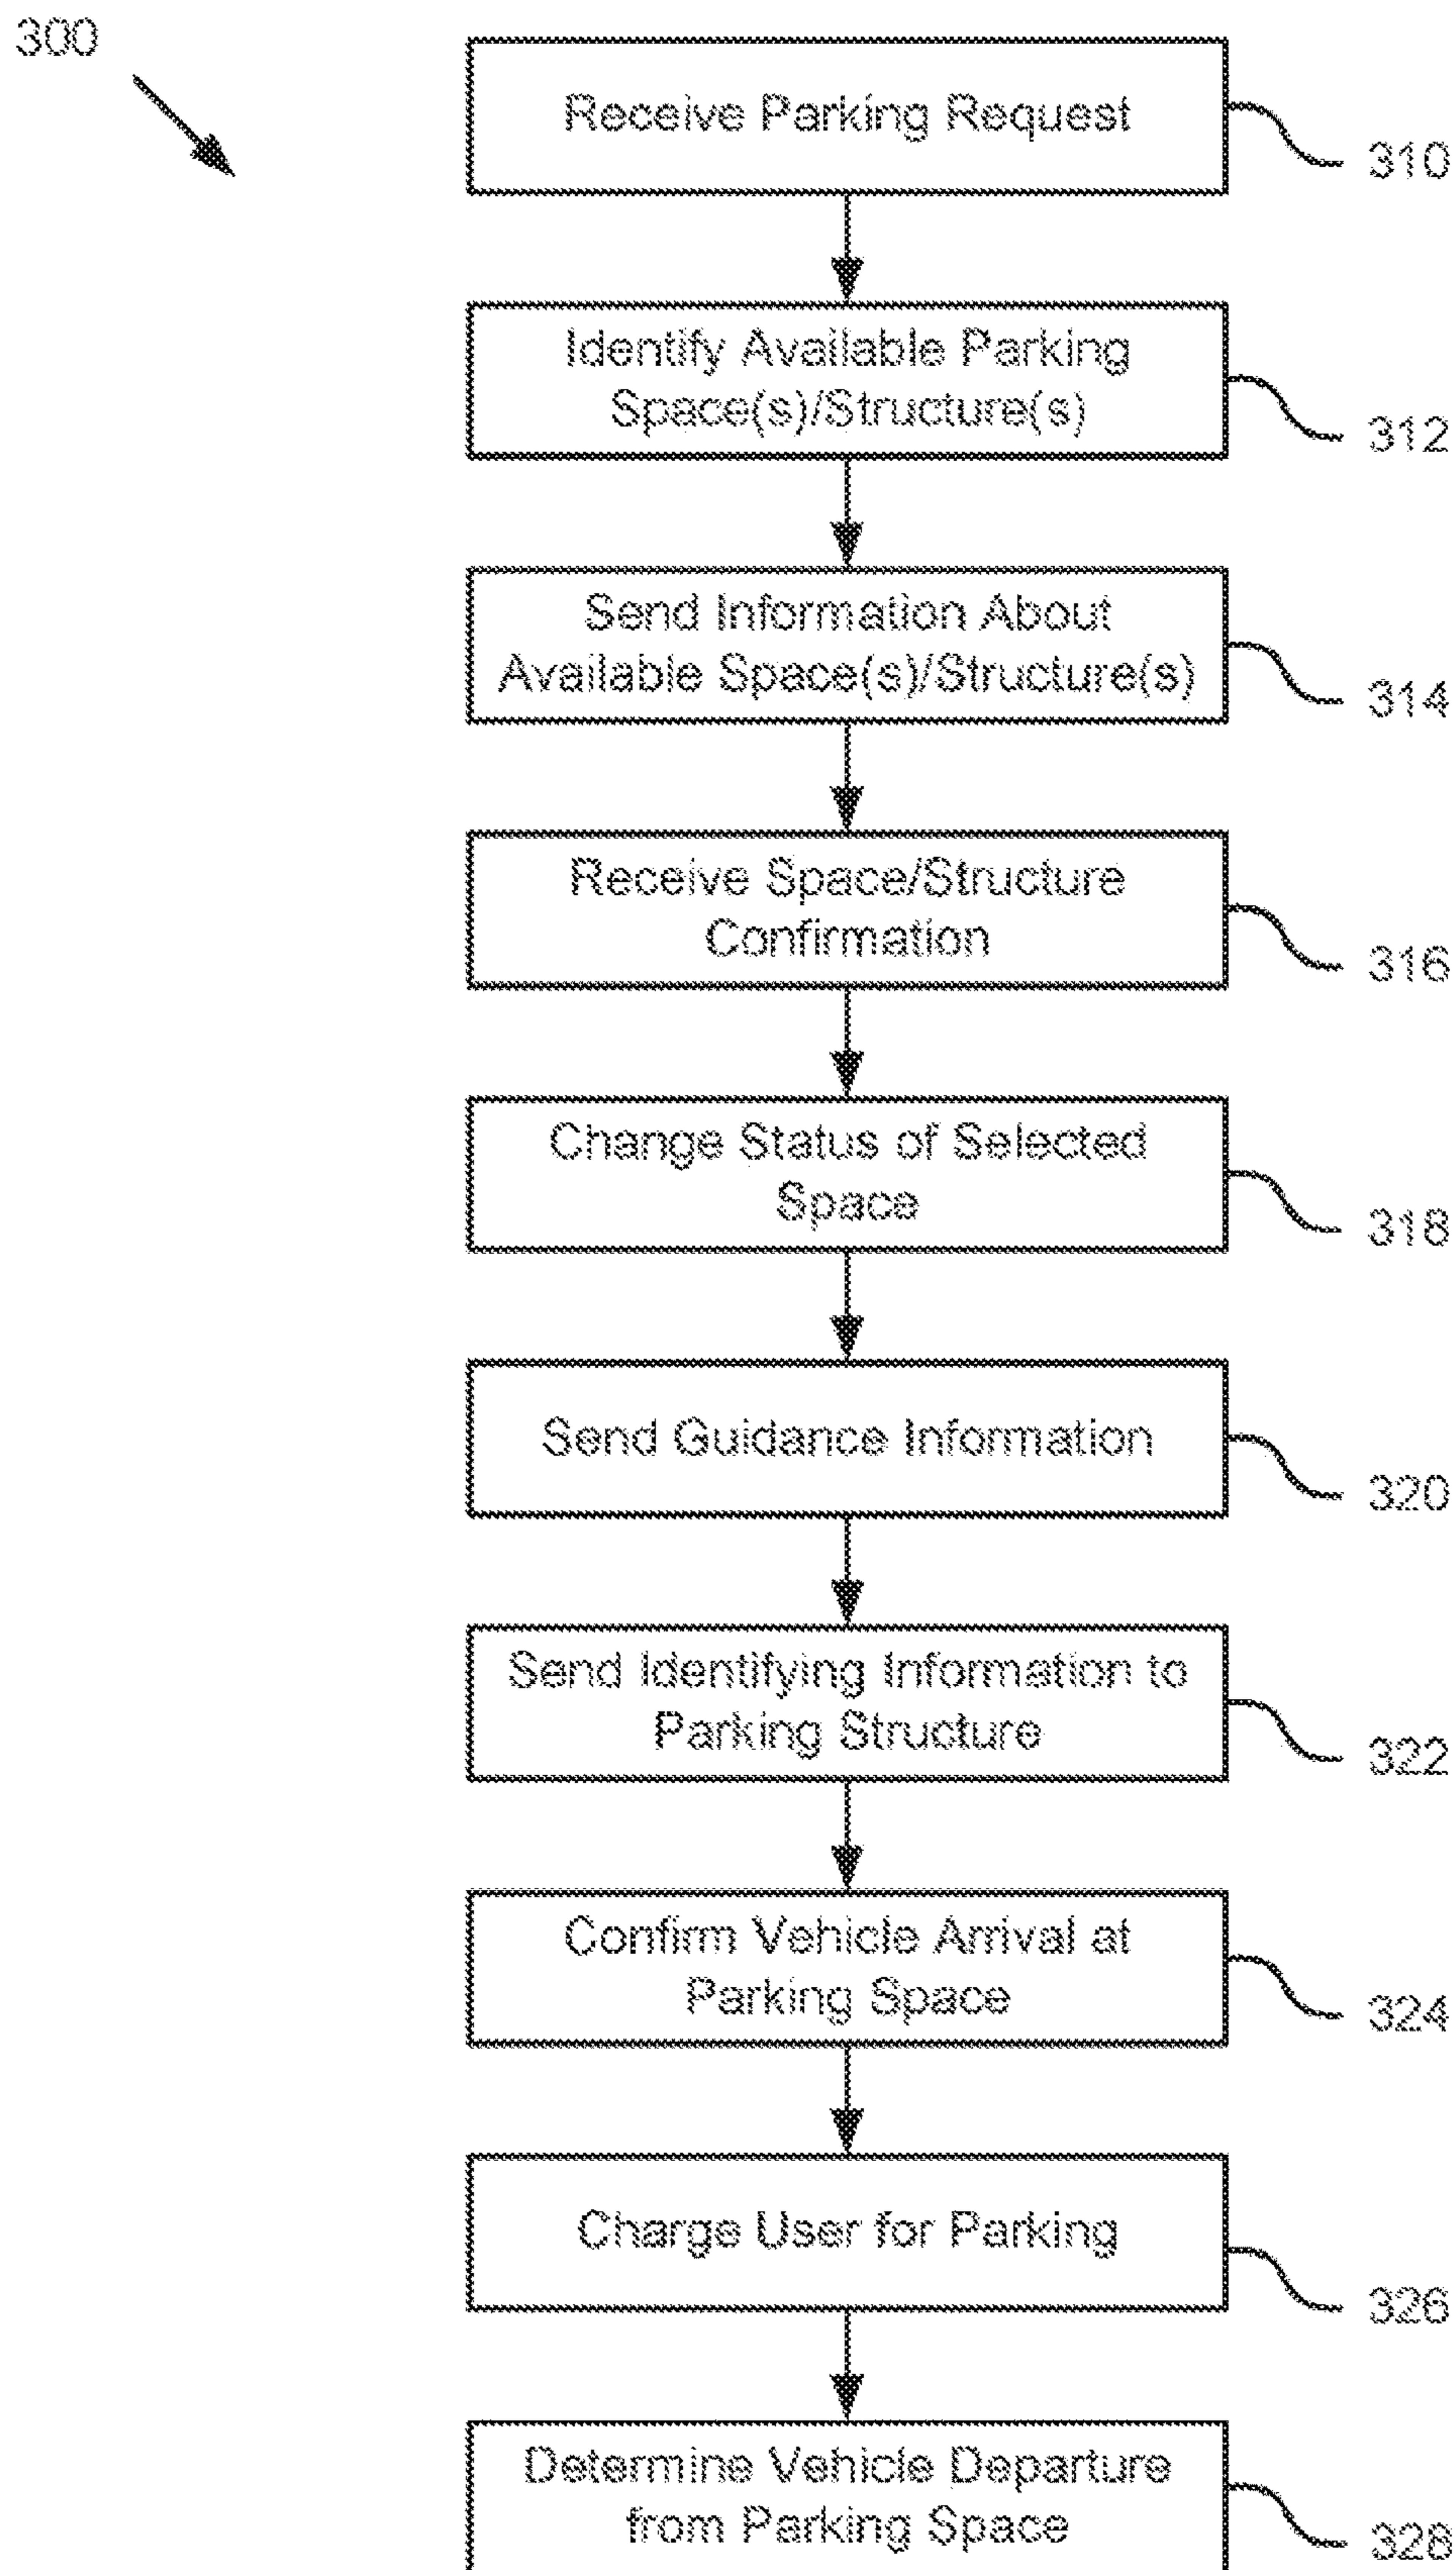 300
Receive Parking Request
310
Identify Available Parking
Space(s)/Structure(s)
312
Send Information About
Available Space(s)/Structure(s)
314
Receive Space/Structure
Confirmation
316
Change Status of Selected
Space
318
Send Guidance Information
320
Send Identifying Information to
Parking Structure
322
Confirm Vehicle Arrival at
Parking Space
324
Charge User for Parking
326
Determine Vehicle Departure
from Parking Space
328